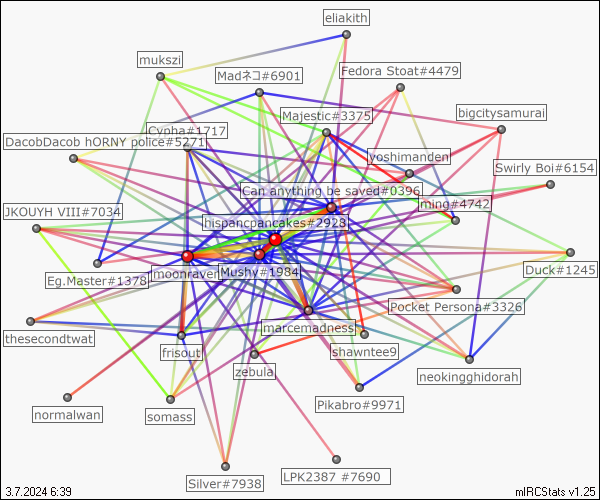 eliakith
mukszi
Madネコ#6901
Fedora Stoat#4479
Majestic#3375
bigcitysamurai
Cypha#1717
DacobDacob hORNY police#5271
yoshimanden
Swirly Boi#6154
Can anything be saved#0396
ming#4742
JKOUYH VIII#7034
bispancpancakes#2923
Eg.Master#1378
moonraven
Mushy#1984
Duck#1245
Pocket Persona#3326
marcemadness
thesecondtwat
frisout
shawntee9
zebula
neokingghidorah
normalwan
somass
Pikabro#9971
Silver#7938
LPK2387 #7690
3.7.2024 6:39
mIRCStats v1.25